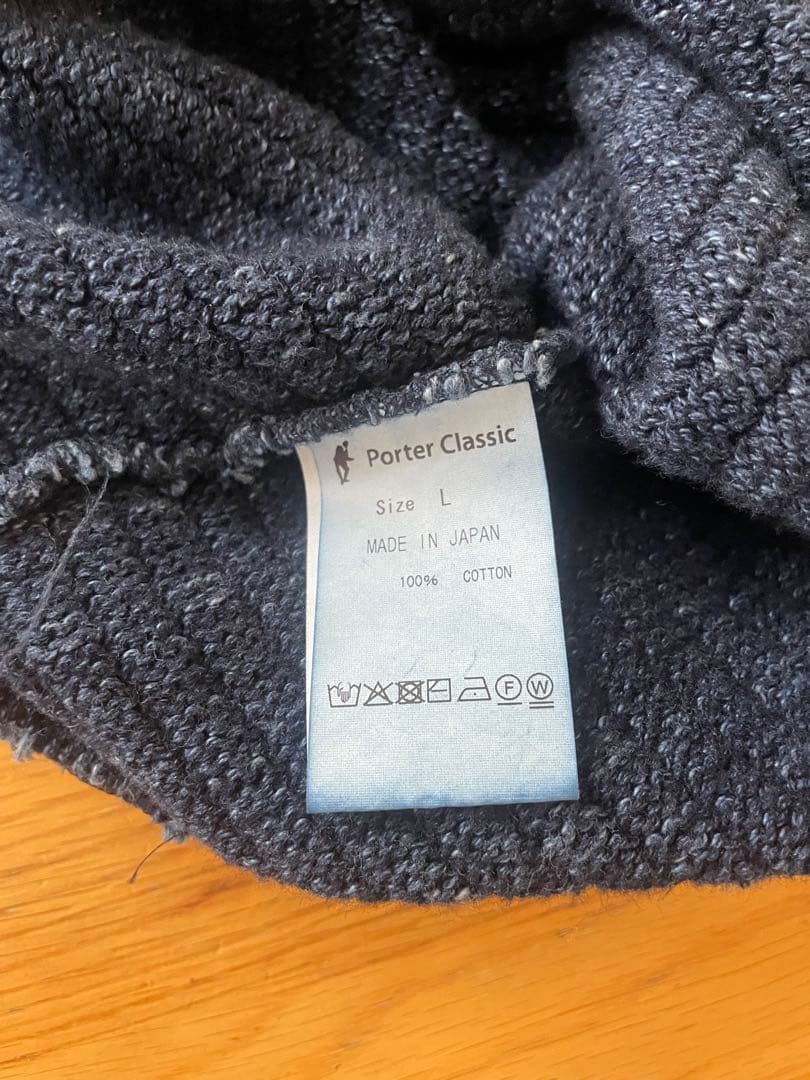 Porter Classic
Size L
MADE IN JAPAN
100% COTTON
F W